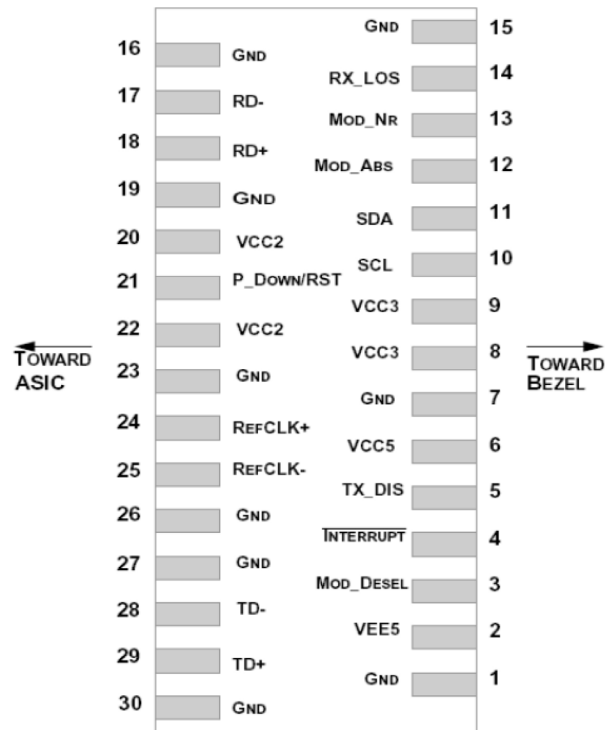 GND 15
16 GND
RX_LOS 14
17 RD-
MOD_NR 13
18 RD+
MOD_ABS 12
19 GND
SDA 11
20 VCC2
SCL 10
21 P_DOWN/RST
VCC3 9
22 VCC2
TOWARD
ASIC
VCC3 8
TOWARD
BEZEL
23 GND
GND 7
24 REFCLK+
VCC5 6
25 REFCLK-
TX_DIS 5
26 GND
INTERRUPT 4
27 GND
MOD_DESEL 3
28 TD-
VEE5 2
29 TD+
GND 1
30 GND